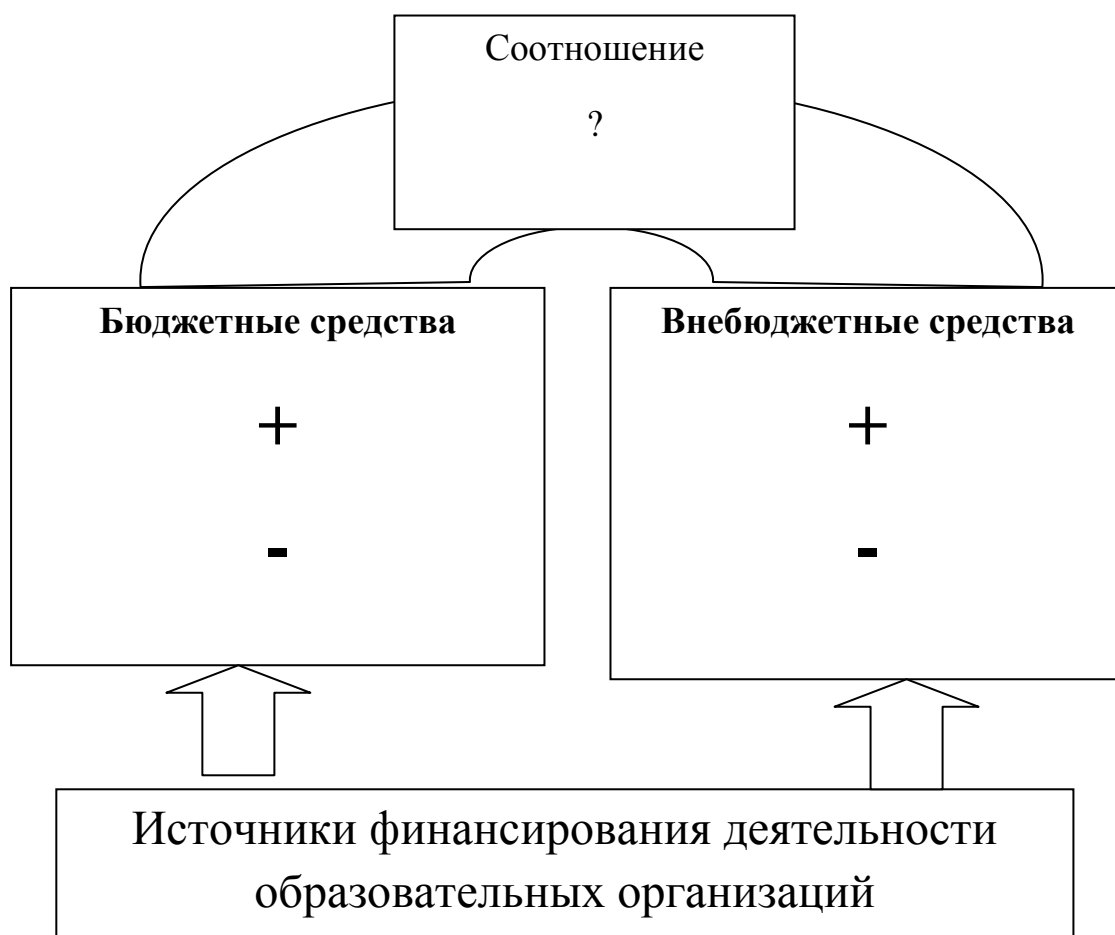 Соотношение
?
Бюджетные средства
+
-
Внебюджетные средства
+
-
Источники финансирования деятельности
образовательных организаций